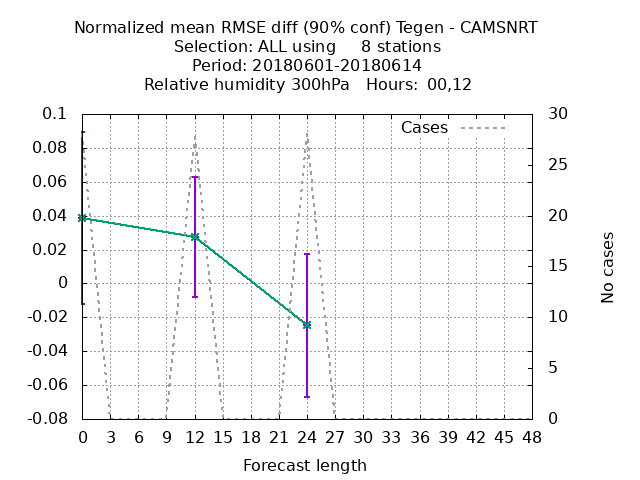 Normalized mean RMSE diff (90% conf) Tegen - CAMSNRT
Selection: ALL using 8 stations
Period: 20180601-20180614
Relative humidity 300hPa Hours: 00,12
Cases
0.1
0.08
0.06
0.04
0.02
0
-0.02
-0.04
-0.06
-0.08
30
25
20
15
10
5
0
No cases
0 3 6 9 12 15 18 21 24 27 30 33 36 39 42 45 48
Forecast length